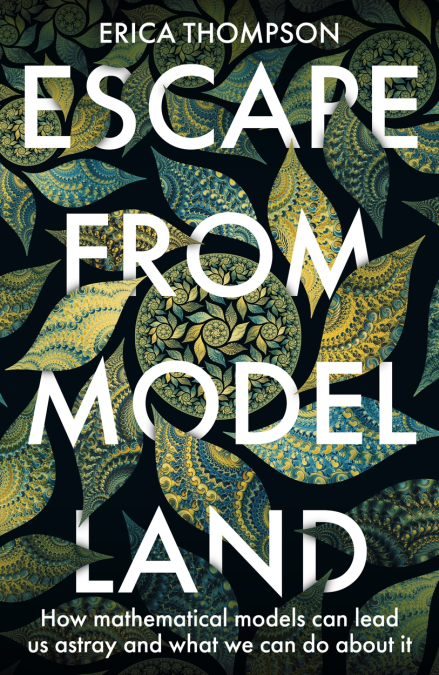 ERICA THOMPSON
ESCAPE
FROM
MODEL
LAND
How mathematical models can lead
us astray and what we can do about it